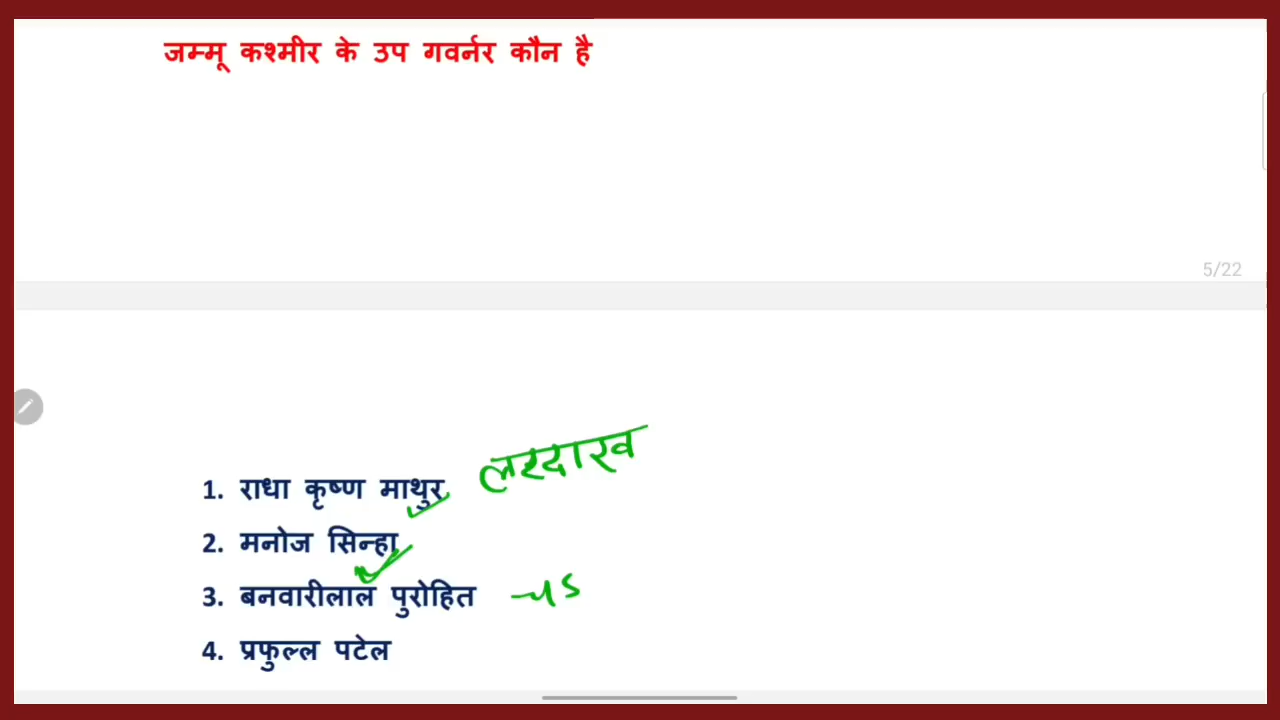 जम्मू कश्मीर के उप गवर्नर कौन है
5/22
लद्दाख
1. राधा कृष्ण माथुर
2. मनोज सिन्हा
3. बनवारीलाल पुरोहित
4. प्रफुल्ल पटेल